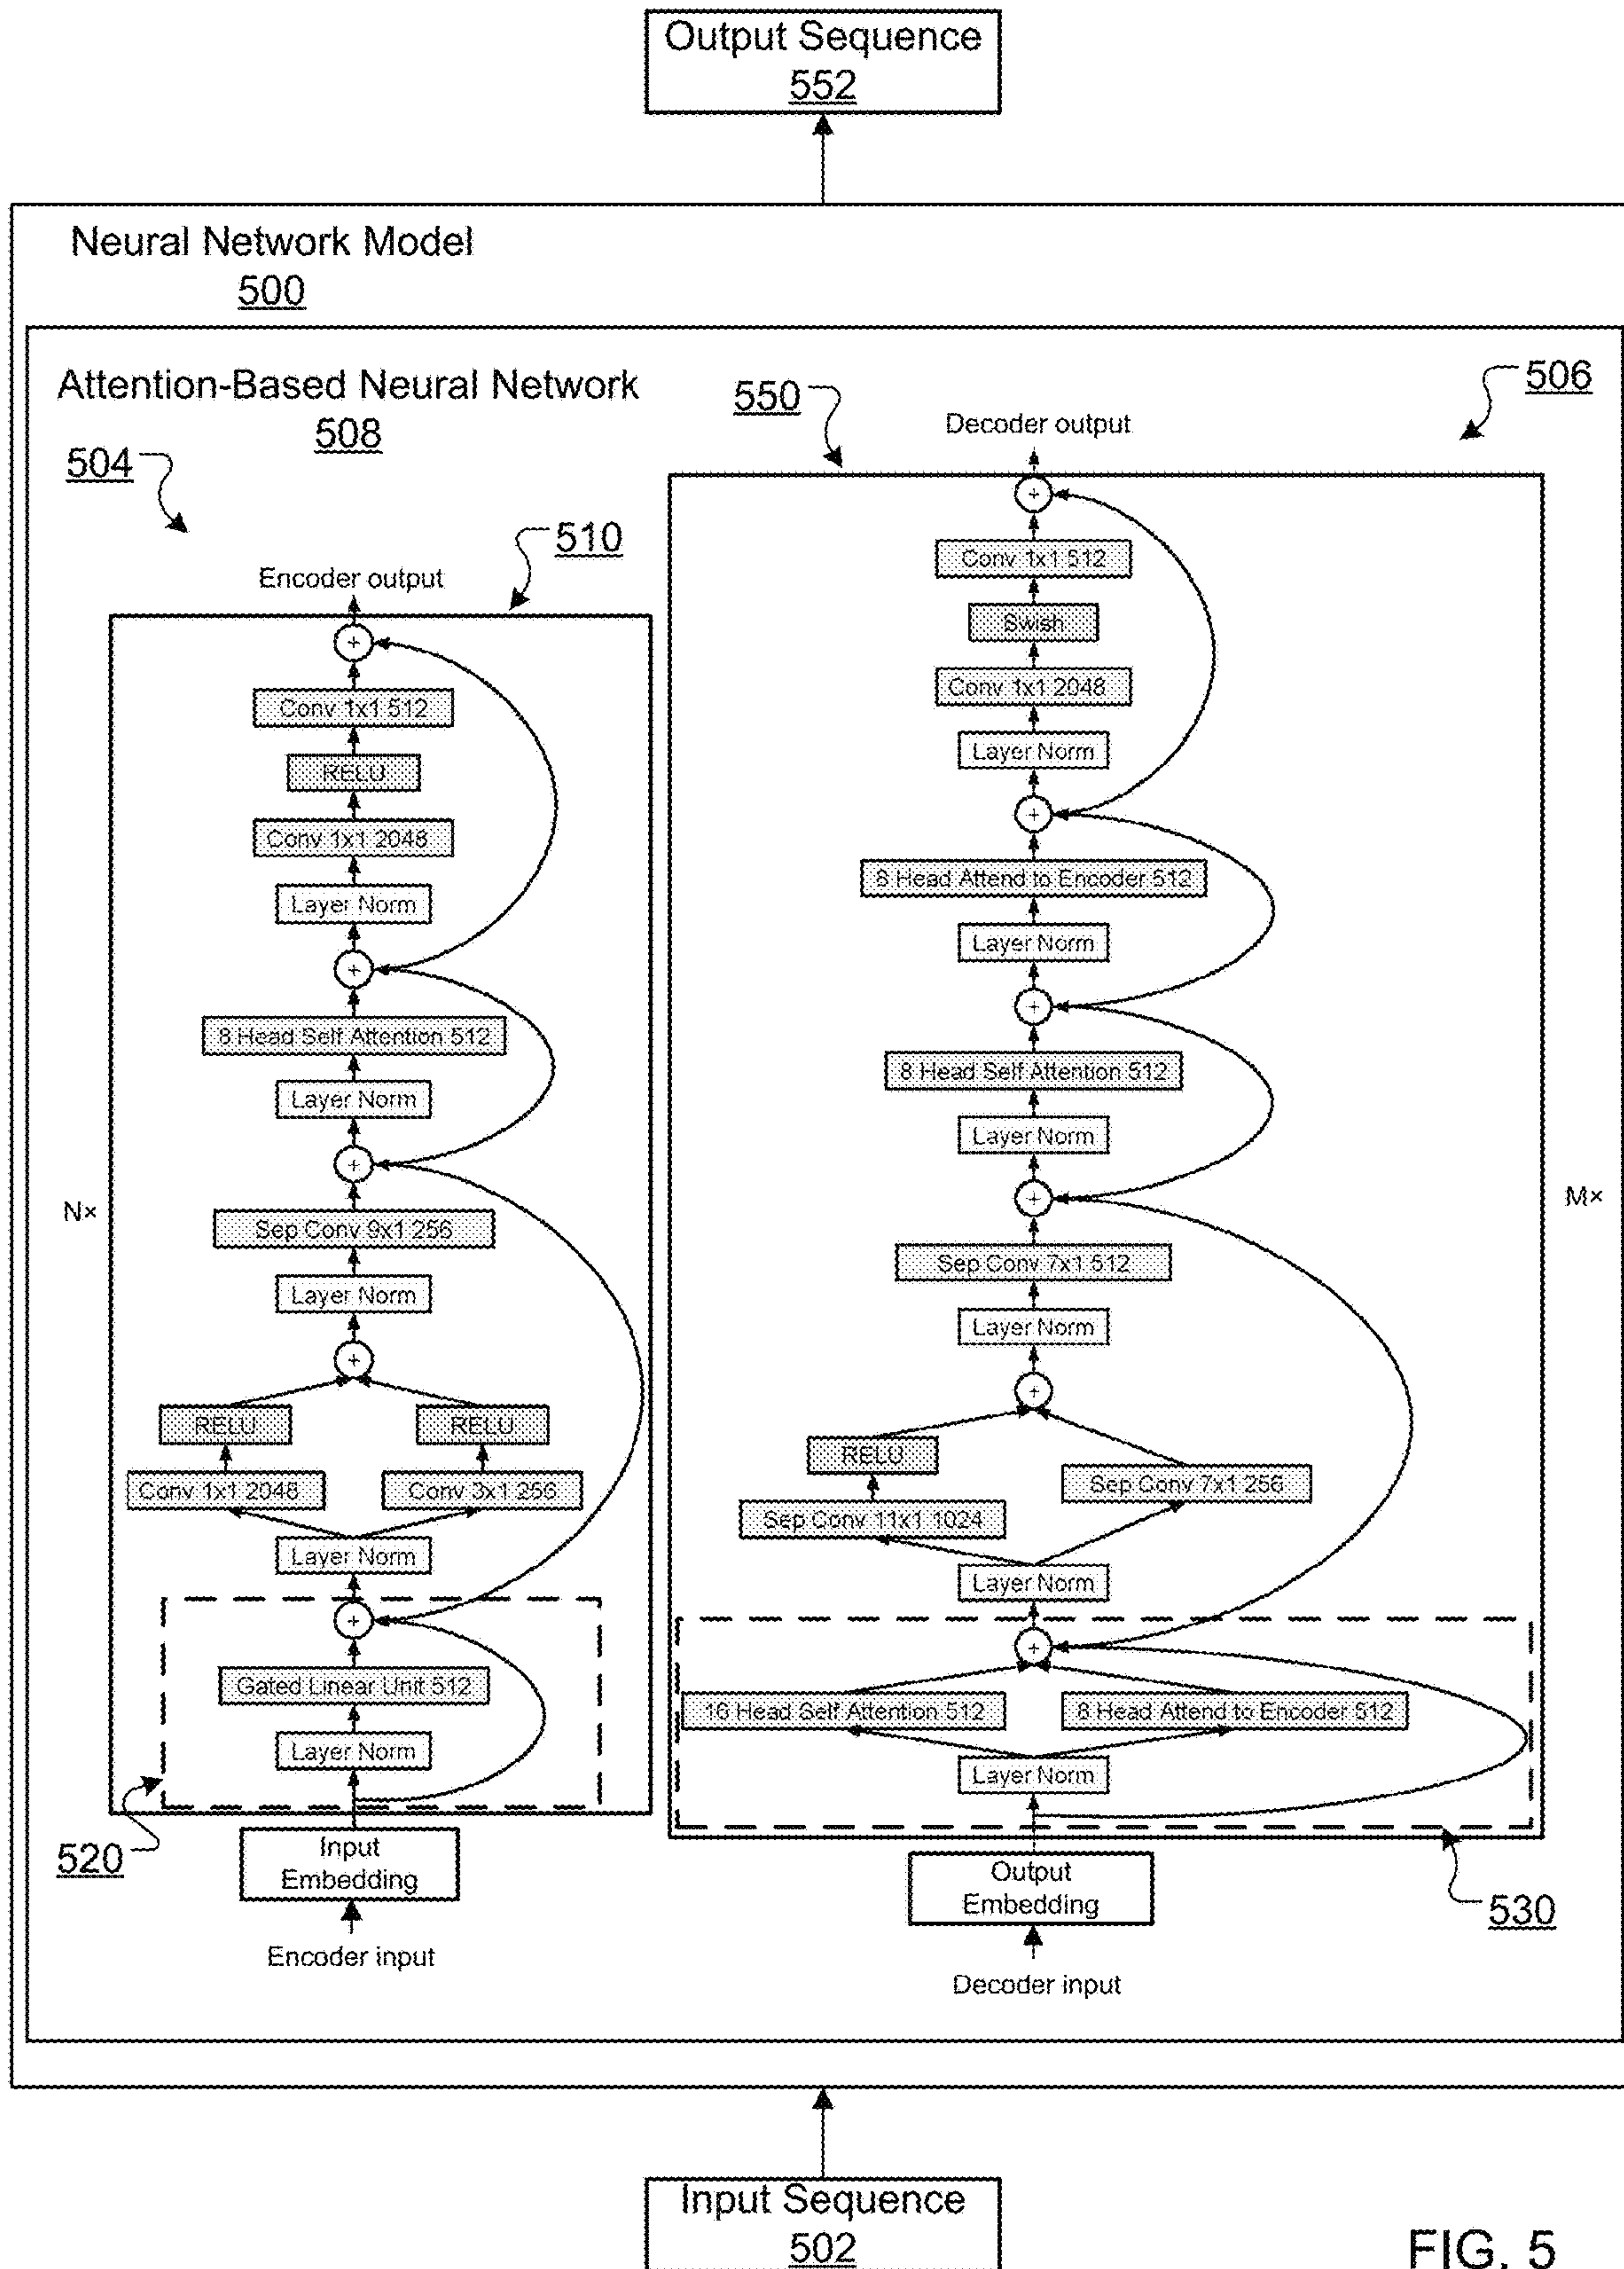 Output Sequence
552
Neural Network Model
500
Attention-Based Neural Network
508
504
510
Encoder output
+
Conv 1x1 512
RELU
Conv 1x1 2048
Layer Norm
+
8 Head Self Attention 512
Layer Norm
+
N×
Sep Conv 9x1 256
Layer Norm
+
RELU RELU
Conv 1x1 2048 Conv 3x1 256
Layer Norm
+
Gated Linear Unit 512
Layer Norm
520
Input
Embedding
Encoder input
550
506
Decoder output
+
Conv 1x1 512
Swish
Conv 1x1 2048
Layer Norm
+
8 Head Attend to Encoder 512
Layer Norm
+
8 Head Self Attention 512
Layer Norm
+
M×
Sep Conv 7x1 512
Layer Norm
+
RELU
Sep Conv 7x1 256
Sep Conv 11x1 1024
Layer Norm
+
16 Head Self Attention 512 8 Head Attend to Encoder 512
Layer Norm
530
Output
Embedding
Decoder input
Input Sequence
502
FIG. 5